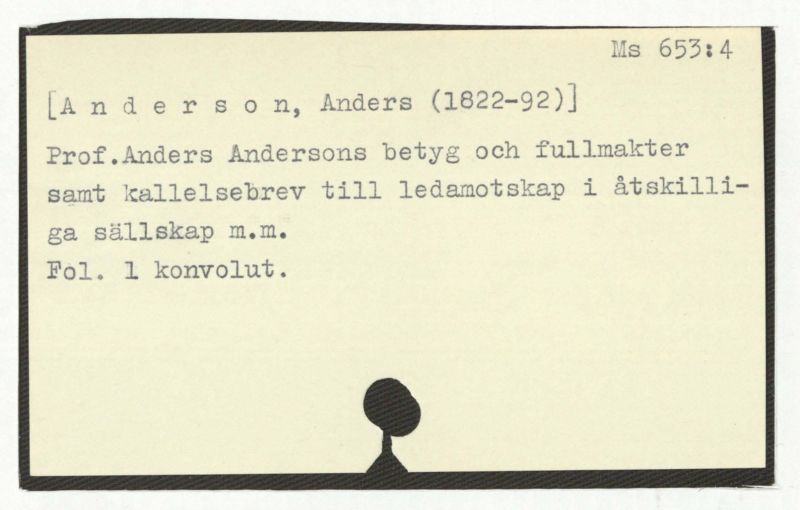 Ms 653:4
[A n d e r s o n, Anders (1822-92)]
Prof.Anders Andersons betyg och fullmakter
samt kallelsebrev till ledamotskap i åtskilli-
ga sällskap m.m.
Fol. 1 konvolut.